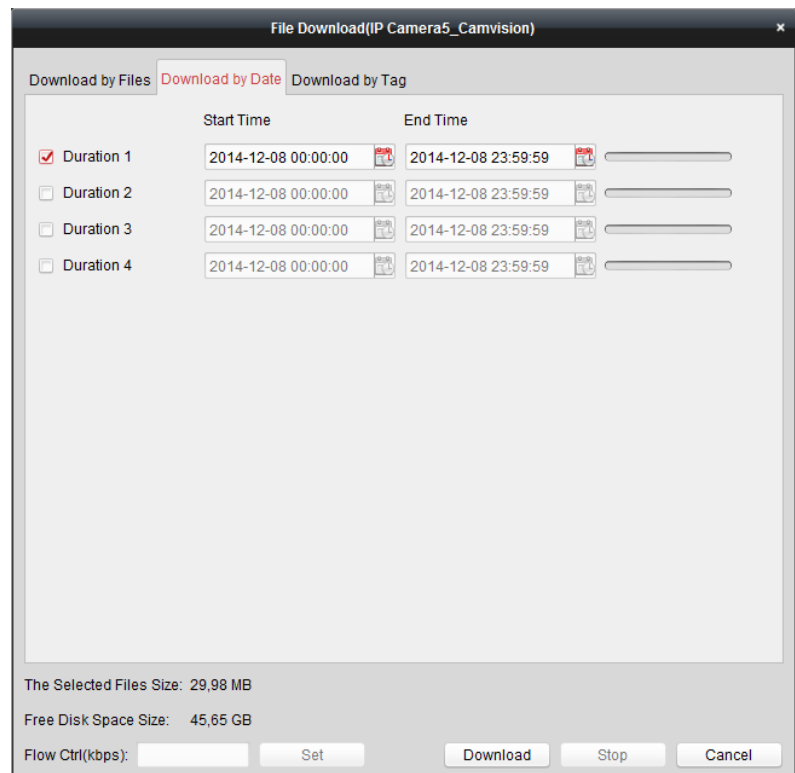 File Download(IP Camera5_Camvision) ×
Download by Files Download by Date Download by Tag
Start Time End Time
Duration 1 2014-12-08 00:00:00 2014-12-08 23:59:59
Duration 2 2014-12-08 00:00:00 2014-12-08 23:59:59
Duration 3 2014-12-08 00:00:00 2014-12-08 23:59:59
Duration 4 2014-12-08 00:00:00 2014-12-08 23:59:59
The Selected Files Size: 29,98 MB
Free Disk Space Size: 45,65 GB
Flow Ctrl(kbps): Set Download Stop Cancel